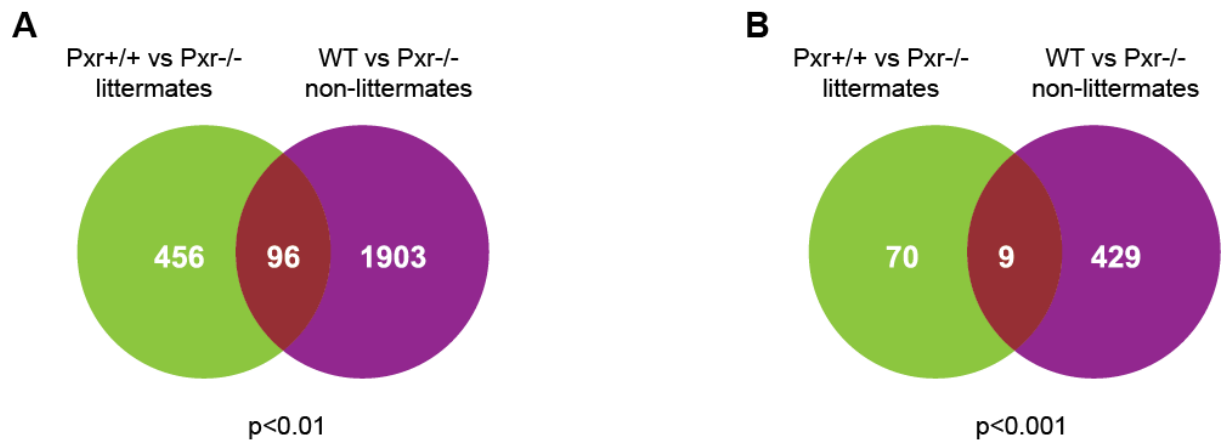 A
Pxr+/+ vs Pxr-/-
littermates
WT vs Pxr-/-
non-littermates
456
96
1903
p<0.01
B
Pxr+/+ vs Pxr-/-
littermates
WT vs Pxr-/-
non-littermates
70
9
429
p<0.001